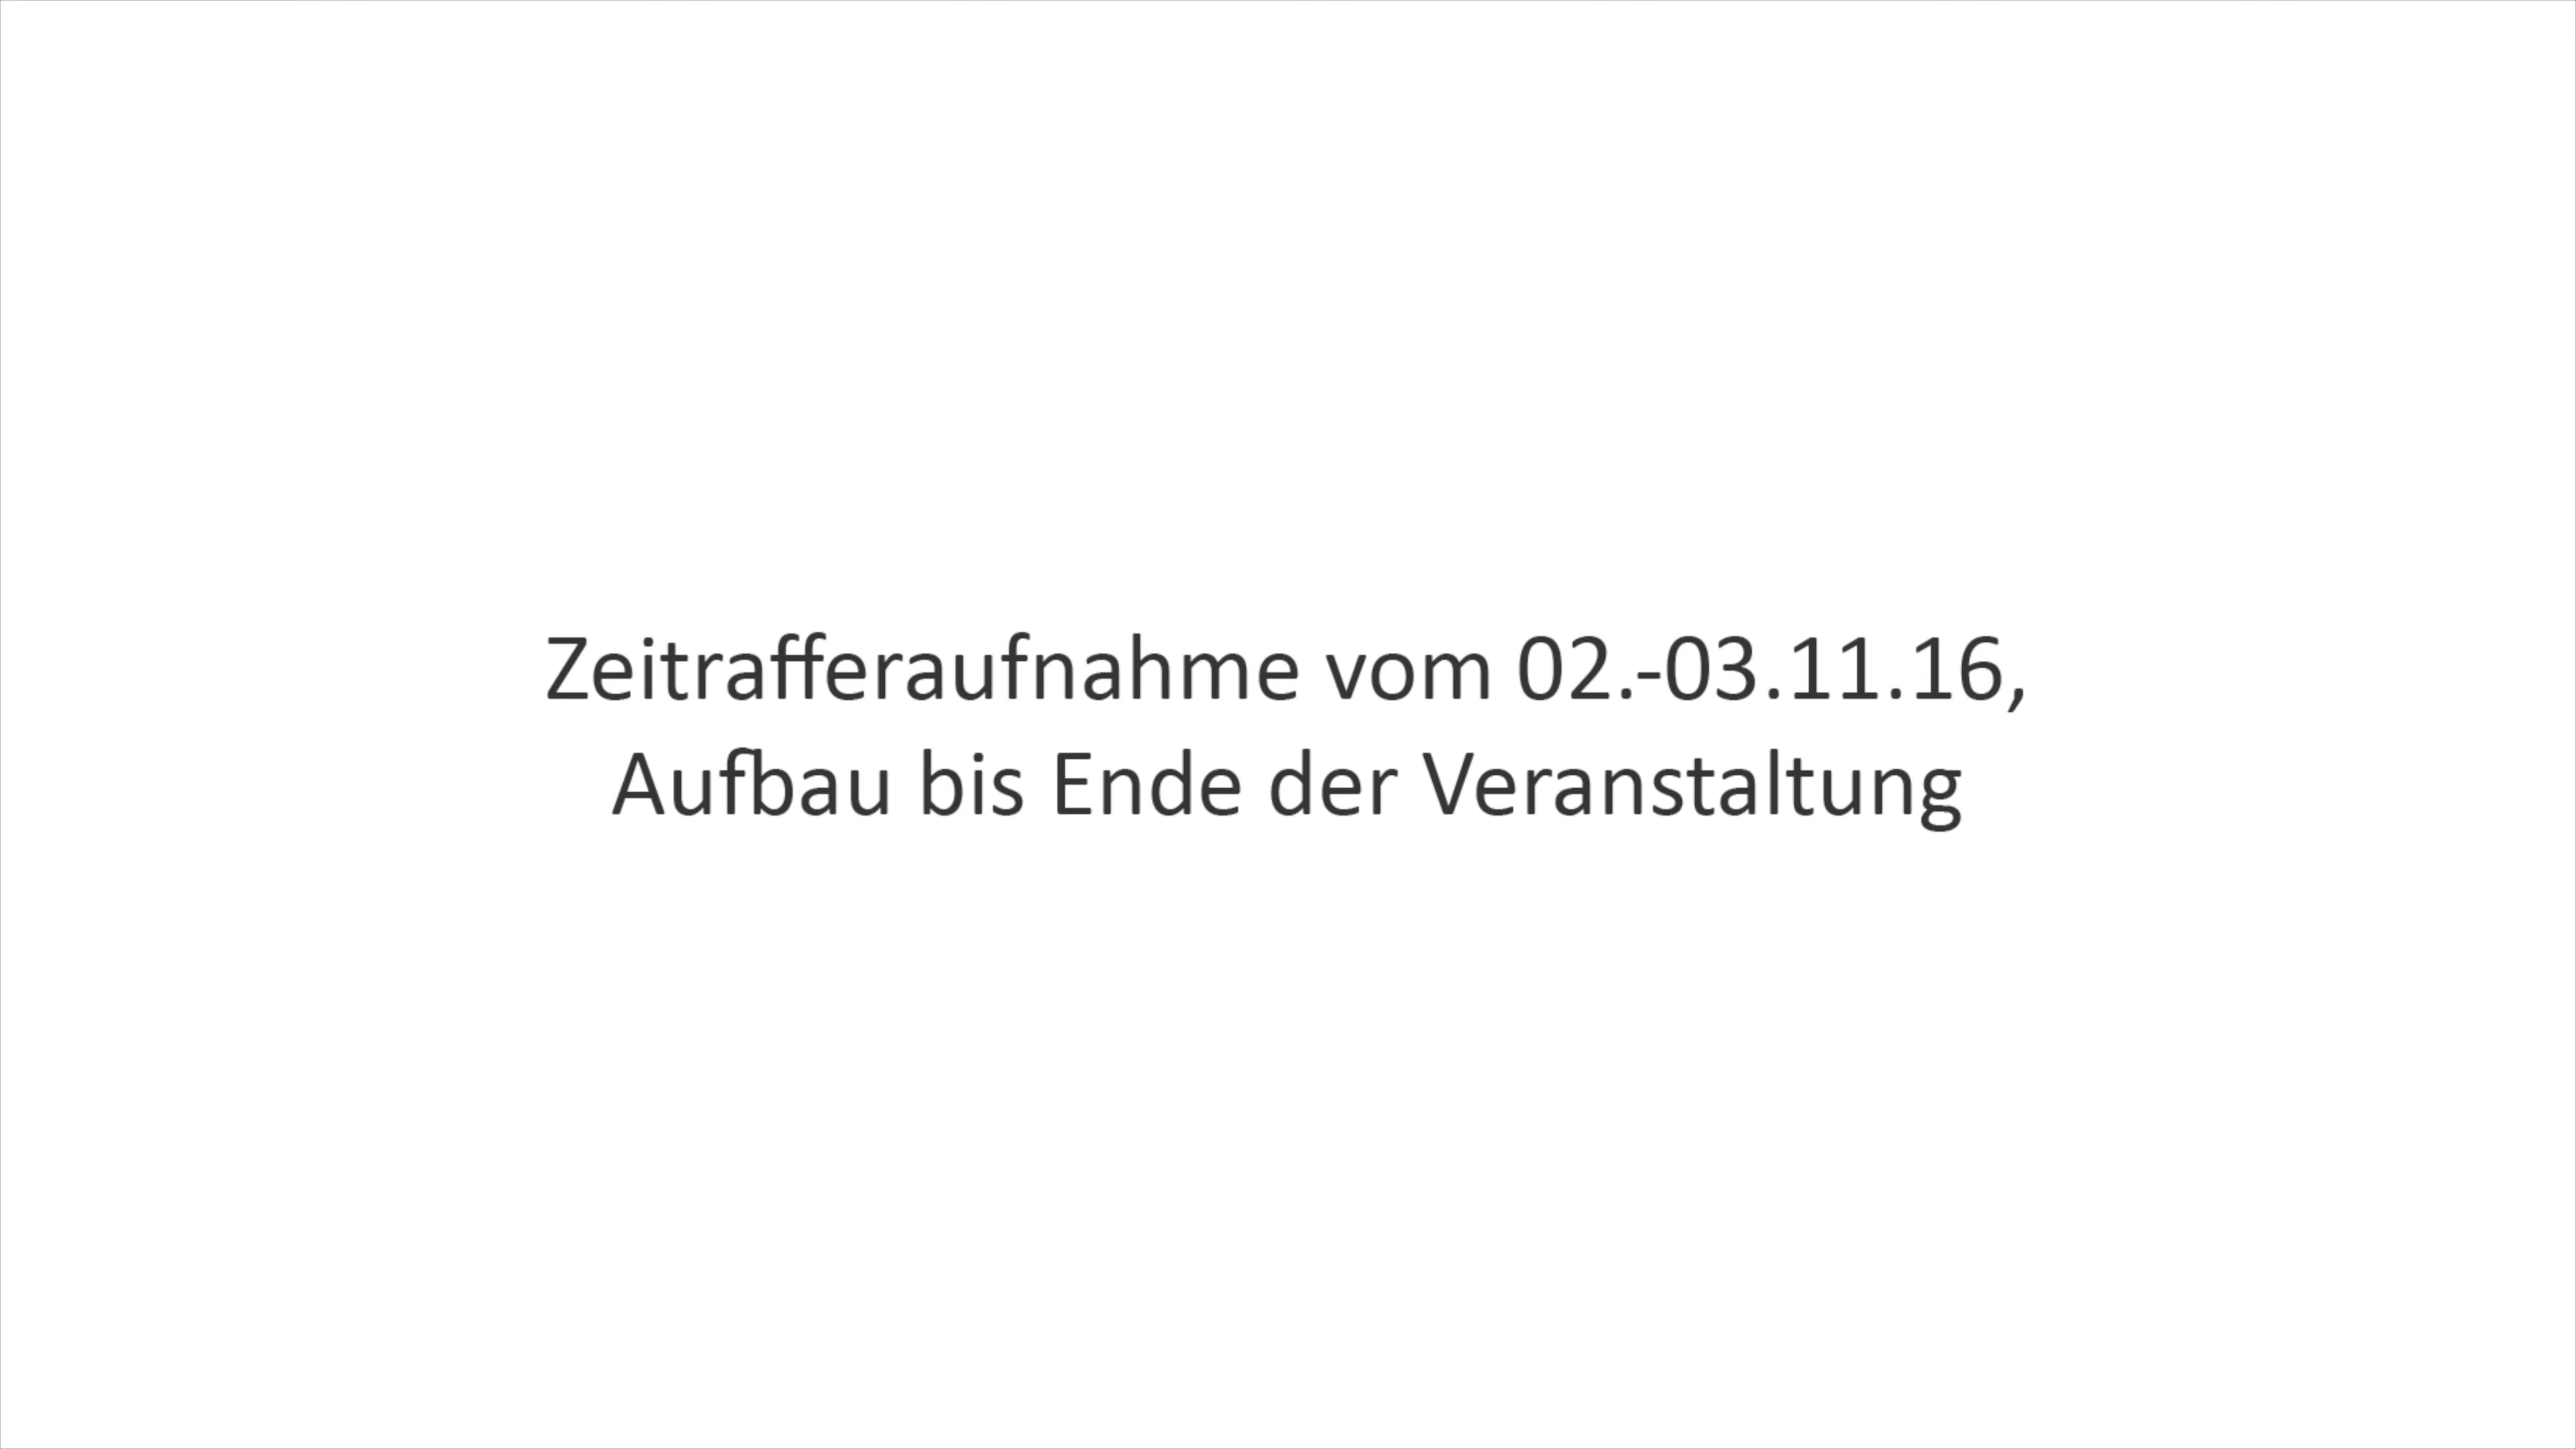 Zeitrafferaufnahme vom 02.-03.11.16,
Aufbau bis Ende der Veranstaltung